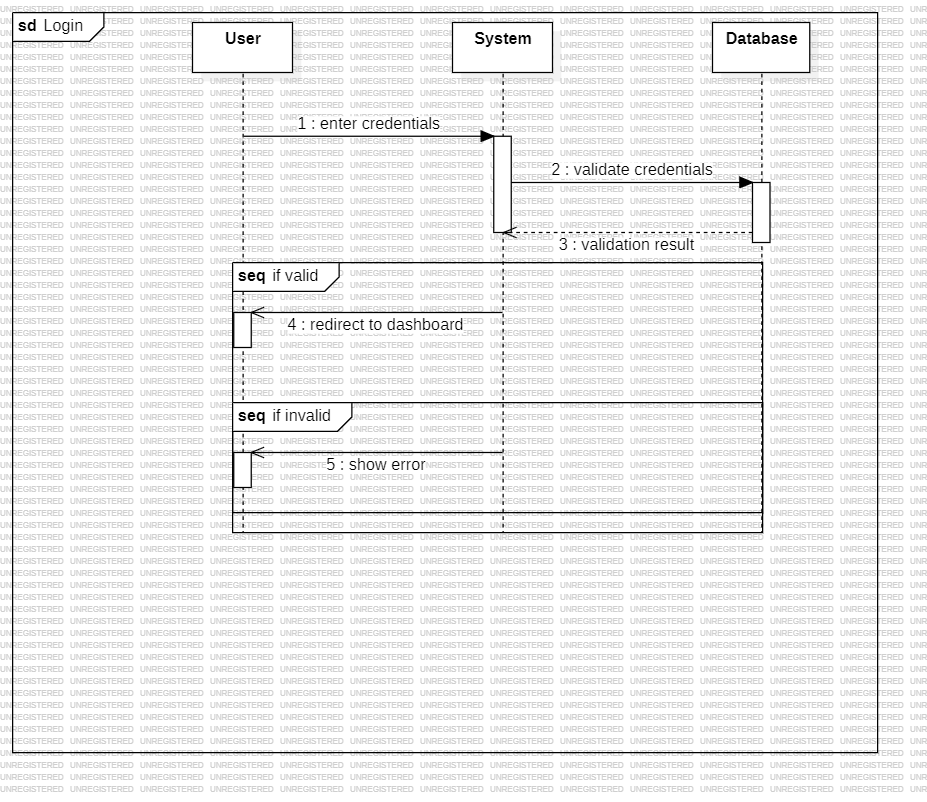 sd Login
User
System
Database
1 : enter credentials
2 : validate credentials
3 : validation result
seq if valid
4 : redirect to dashboard
seq if invalid
5 : show error
UNREGISTERED